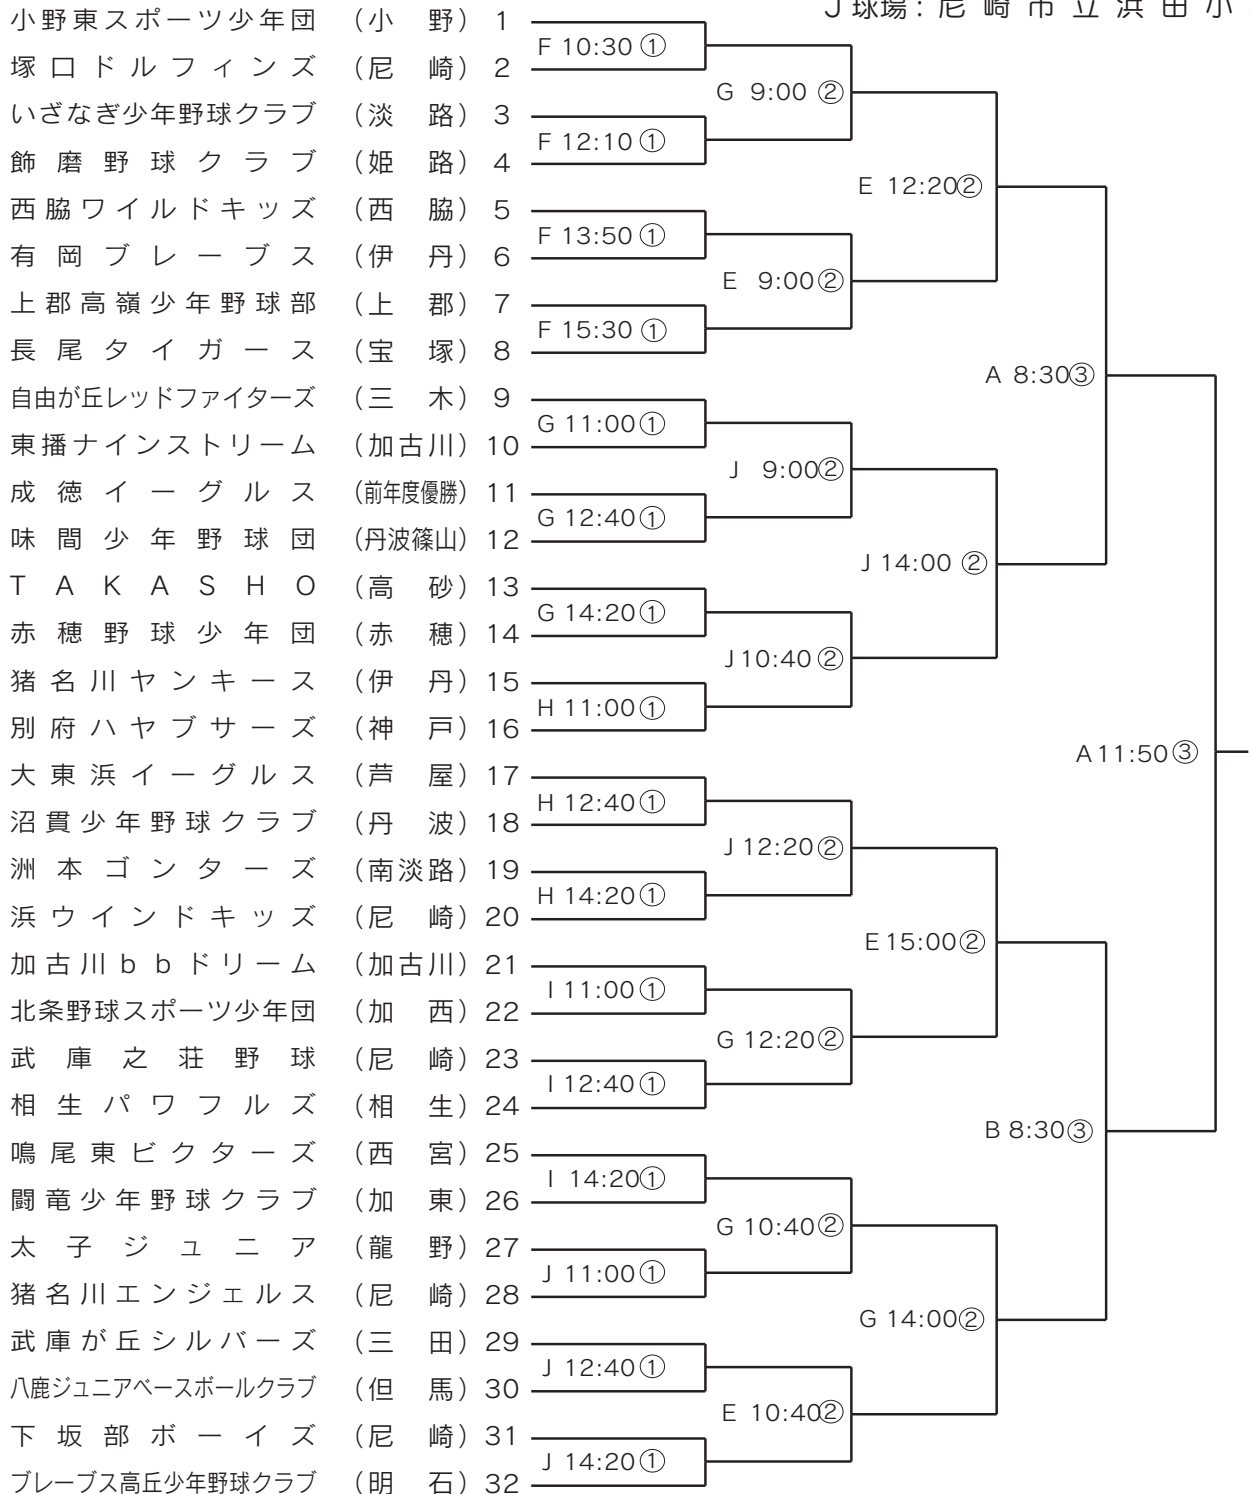 J球場：尼崎市立浜田小
小野東スポーツ少年団 （小野） 1
F 10:30 ①
塚口ドルフィンズ （尼崎） 2
G 9:00 ②
いざなぎ少年野球クラブ （淡路） 3
F 12:10 ①
飾磨野球クラブ （姫路） 4
E 12:20②
西脇ワイルドキッズ （西脇） 5
F 13:50 ①
有岡ブレーブス （伊丹） 6
E 9:00②
上郡高嶺少年野球部 （上郡） 7
F 15:30 ①
長尾タイガース （宝塚） 8
A 8:30③
自由が丘レッドファイターズ （三木） 9
G 11:00①
東播ナインストリーム （加古川） 10
J 9:00②
成徳イーグルス （前年度優勝） 11
G 12:40①
味間少年野球団 （丹波篠山） 12
J 14:00 ②
TAKASHO （高砂） 13
G 14:20①
赤穂野球少年団 （赤穂） 14
J10:40 ②
猪名川ヤンキース （伊丹） 15
H 11:00①
別府ハヤブサーズ （神戸） 16
A11:50③
大東浜イーグルス （芦屋） 17
H 12:40①
沼貫少年野球クラブ （丹波） 18
J 12:20②
洲本ゴンターズ （南淡路） 19
H 14:20①
浜ウインドキッズ （尼崎） 20
E15:00②
加古川bbドリーム （加古川） 21
I 11:00①
北条野球スポーツ少年団 （加西） 22
G 12:20②
武庫之荘野球 （尼崎） 23
I 12:40①
相生パワフルズ （相生） 24
B 8:30③
鳴尾東ビクターズ （西宮） 25
I 14:20①
闘竜少年野球クラブ （加東） 26
G 10:40②
太子ジュニア （龍野） 27
J 11:00①
猪名川エンジェルス （尼崎） 28
G 14:00②
武庫が丘シルバーズ （三田） 29
J 12:40①
八鹿ジュニアベースボールクラブ （但馬） 30
E 10:40②
下坂部ボーイズ （尼崎） 31
J 14:20①
ブレーブス高丘少年野球クラブ （明石） 32